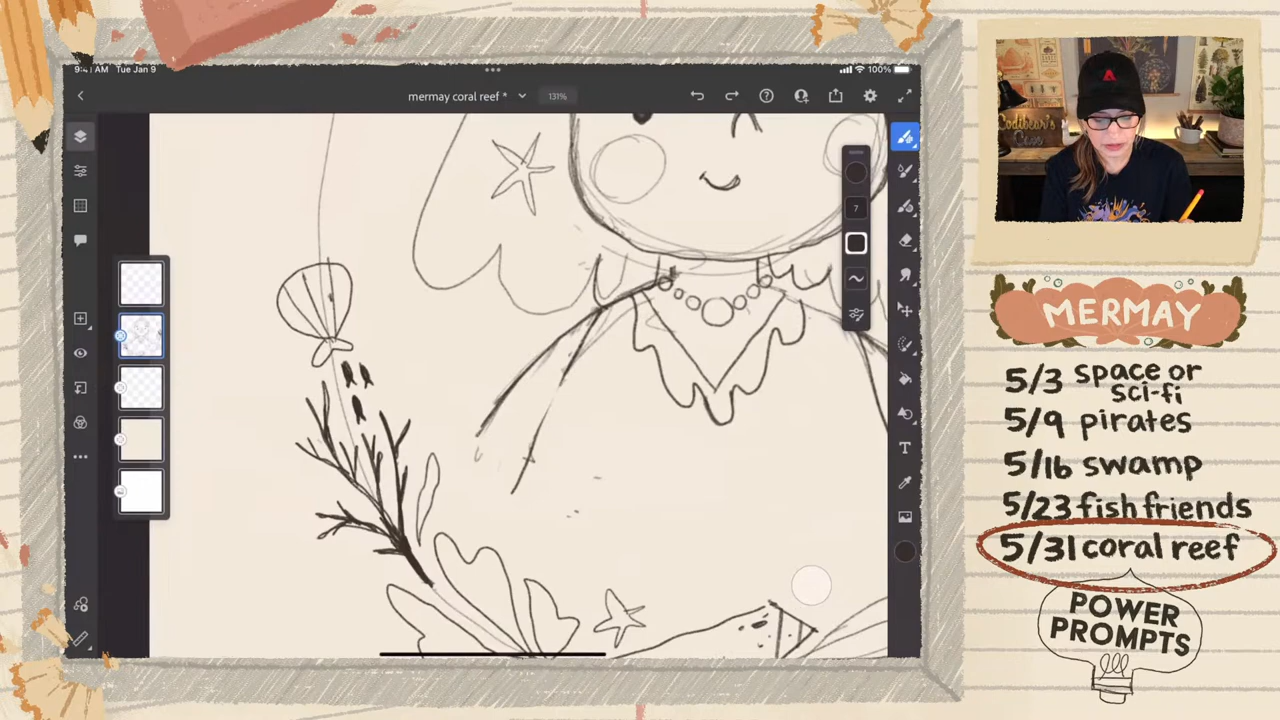 9:41 AM Tue Jan 9
100%
mermay coral reef *
131%
7
T
A
MERMAY
5/3 space or
sci-fi
5/9 pirates
5/16 swamp
5/23 fish friends
5/31 coral reef
POWER
PROMPTS